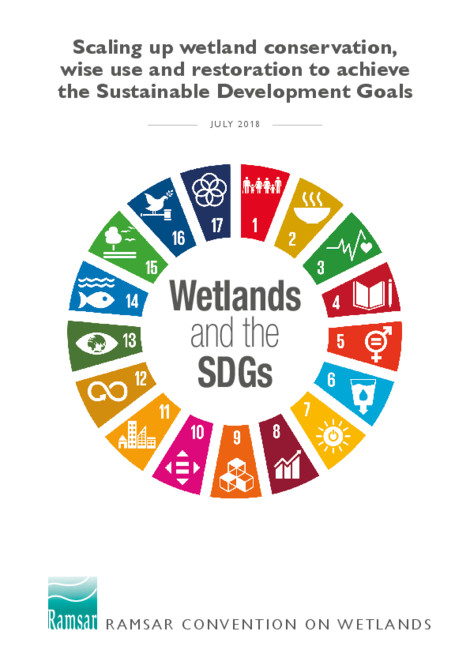 Scaling up wetland conservation,
wise use and restoration to achieve
the Sustainable Development Goals
JULY 2018
1
2
3
4
5
6
7
8
9
10
11
12
13
14
15
16
17
Wetlands
and the
SDGs
Ramsar
RAMSAR CONVENTION ON WETLANDS